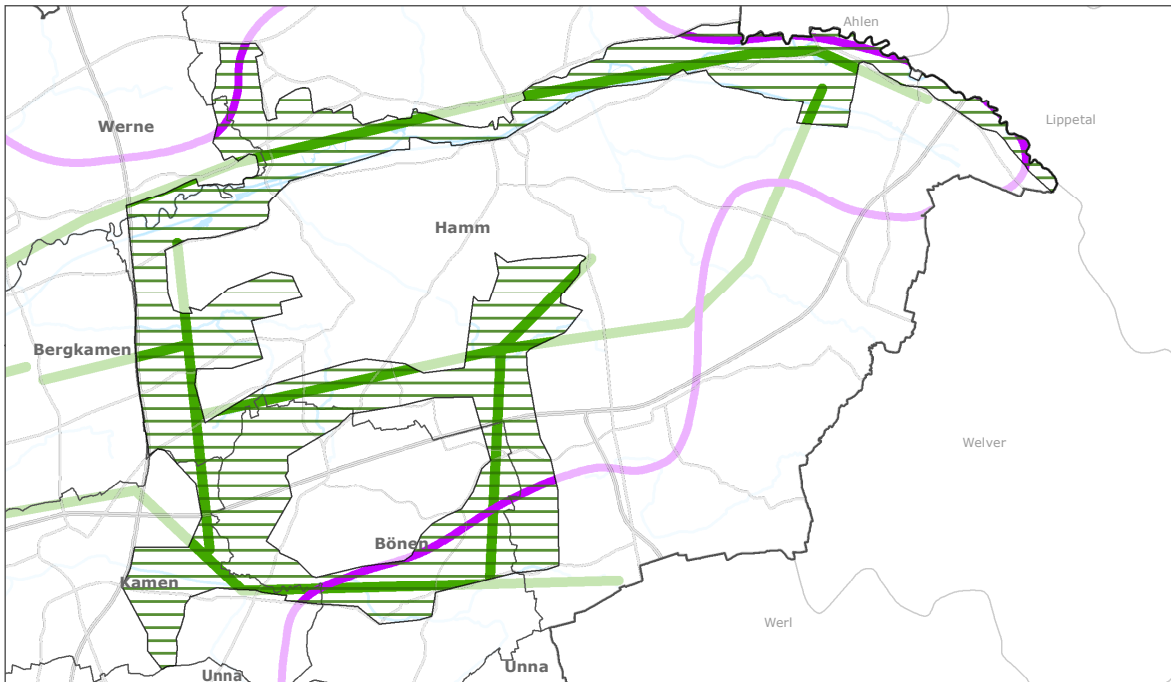 Ahlen
Lippetal
Werne
Hamm
Bergkamen
Welver
Bönen
Kamen
Werl
Unna
Unna